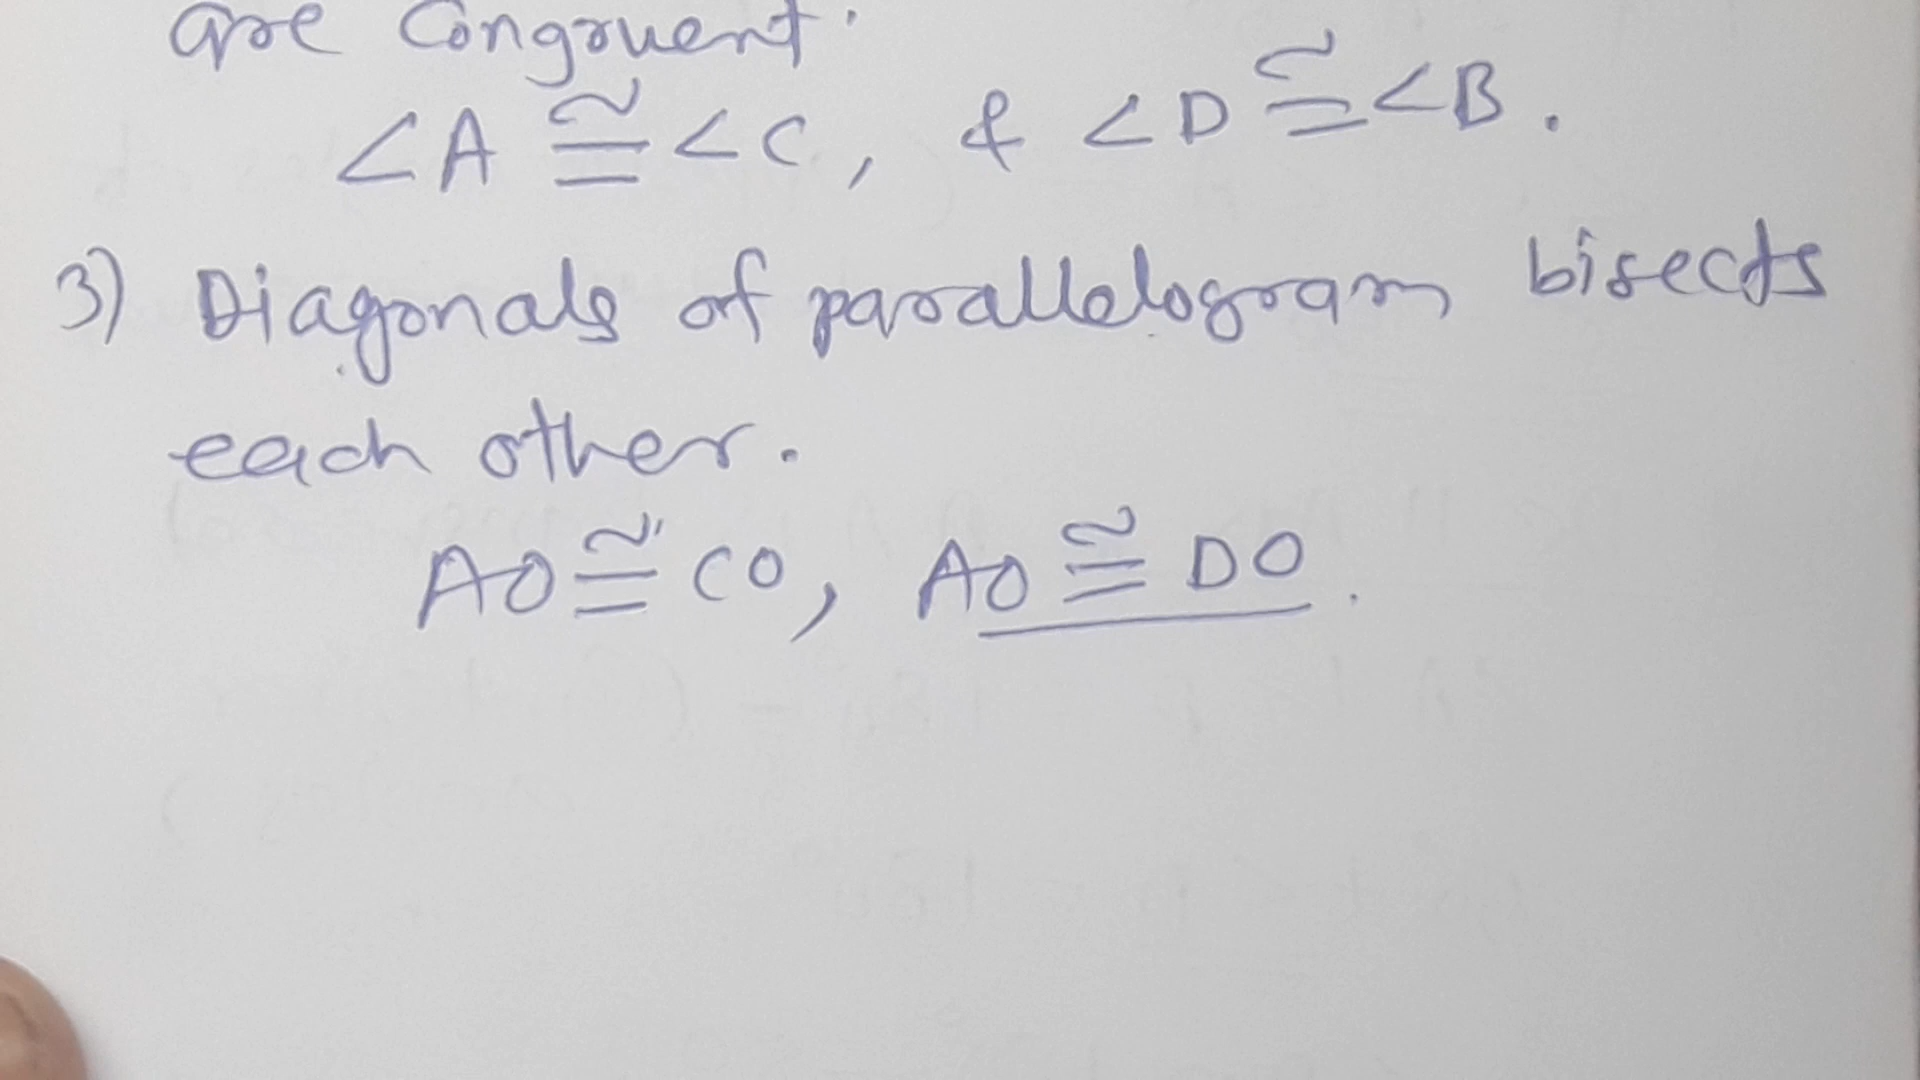 are Congruent.
∠A ≅ ∠C, & ∠D ≅ ∠B.
3) Diagonals of parallelogram bisects
each other.
AO ≅ CO, AO ≅ DO.